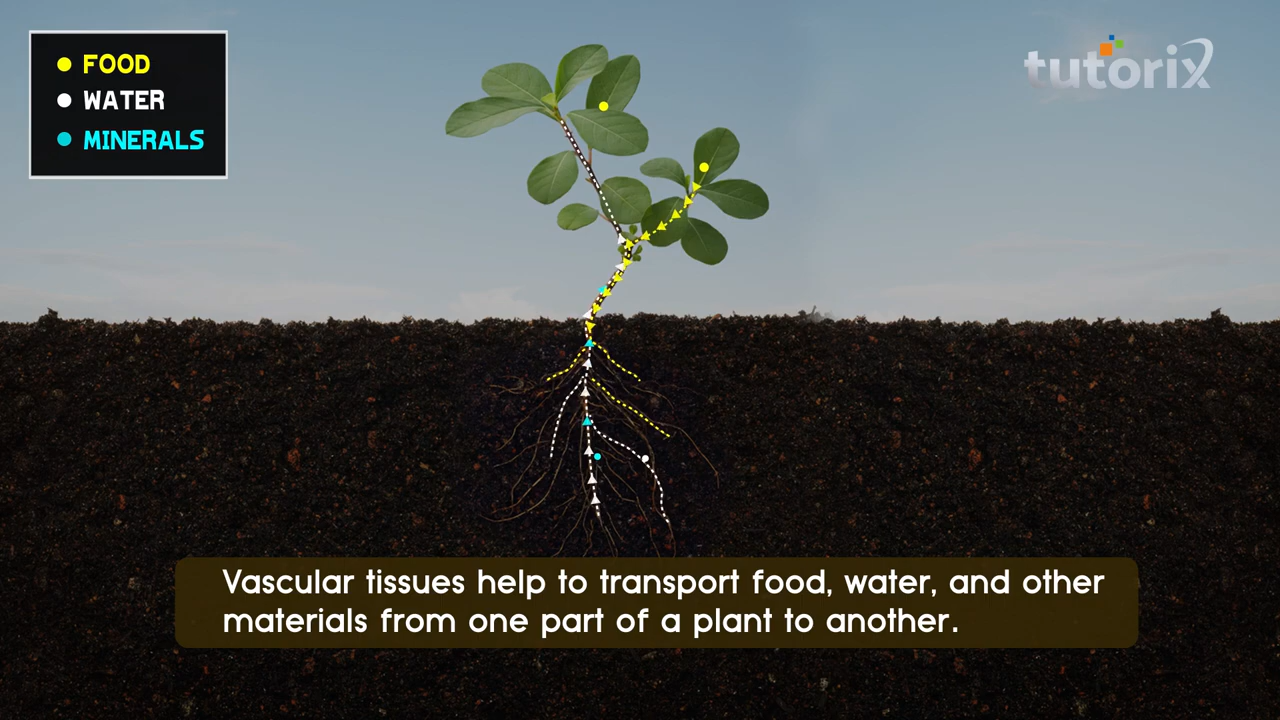 FOOD
WATER
MINERALS
tutorix
Vascular tissues help to transport food, water, and other
materials from one part of a plant to another.